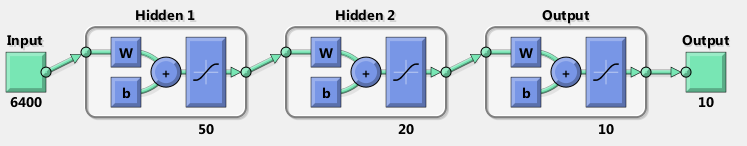 Hidden 1
Hidden 2
Output
Input
Output
W
b
+
W
b
+
W
b
+
6400
10
50
20
10